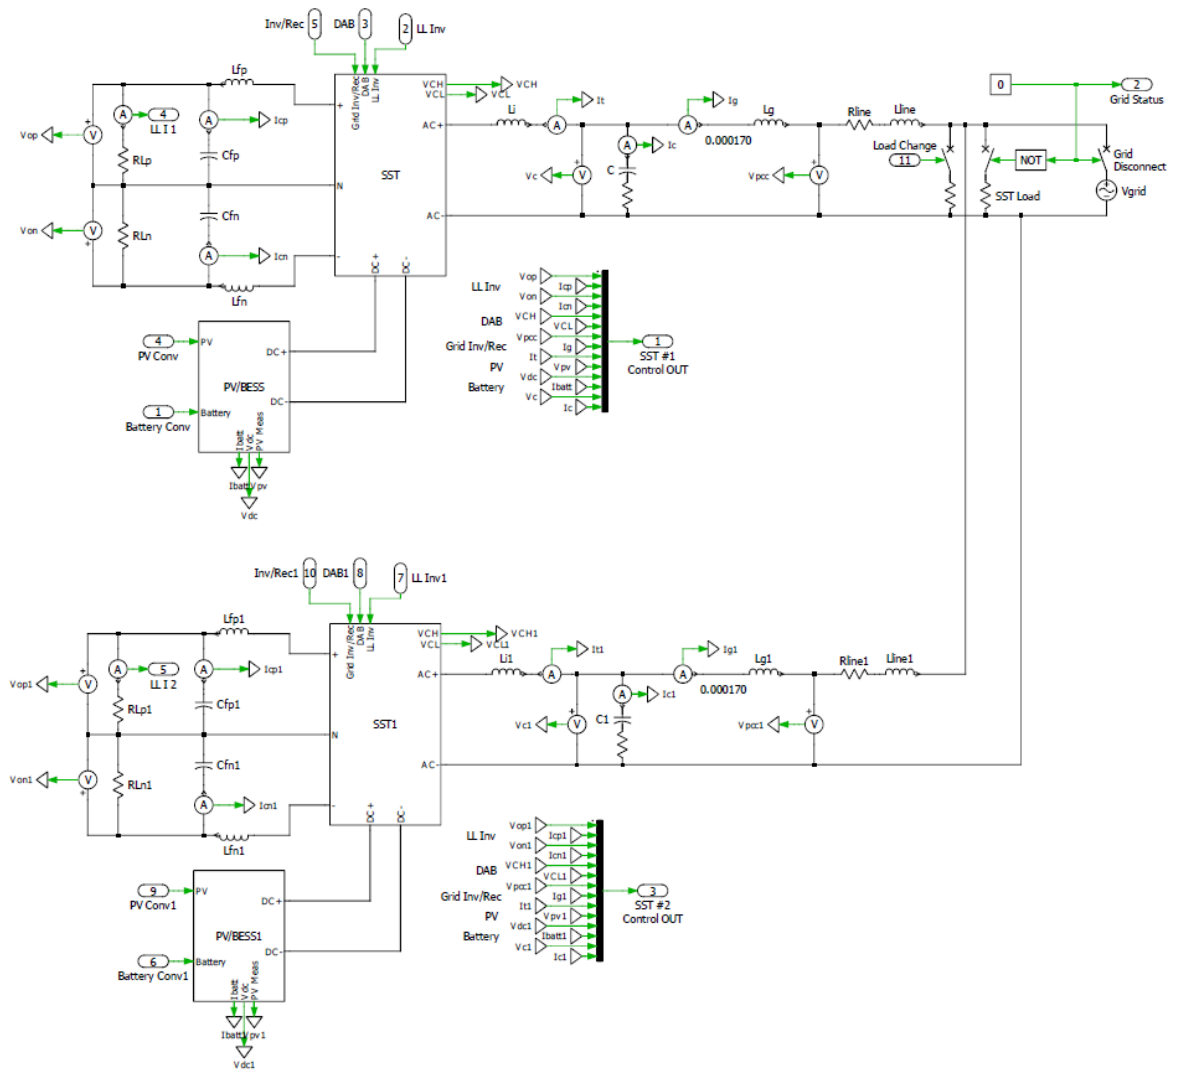 Inv/Rec 5 DAB 3 2 LL Inv
Lfp
Grid Inv/Rec
DAB
LL Inv
VCH VCH
VCL VCL
0
2
Grid Status
+ A 4
LL I 1
A Icp
+
Li It
A
Ig
A
0.000170
Lg
Rline
Lline
Vop V
RLp
Cfp
AC+
A Ic
Load Change
11
NOT
Grid
Disconnect
SST
Vc V +
C
Vpcc V +
SST Load
Vgrid
N
Cfn
Von V
+
RLn
AC-
A Icn
-
Lfn
DC+
DC-
4
PV Conv
PV
DC+
PV/BESS
DC-
1
Battery Conv
Battery
Ibatt
Vdc
PV Meas
Ibatt Vpv
Vdc
LL Inv
DAB
Grid Inv/Rec
PV
Battery
Vop
Icp
Von
Icn
VCH
VCL
Vpcc
Ig
It
Vpv
Vdc
Ibatt
Vc
Ic
1
SST #1
Control OUT
Inv/Rec1 10 DAB1 8 7 LL Inv1
Lfp1
Grid Inv/Rec
DAB
LL Inv
VCH VCH1
VCL VCL1
+ A 5
LL I 2
A Icp1
+
Li1 It1
A
Ig1
A
0.000170
Lg1
Rline1
Lline1
Vop1 V
RLp1
Cfp1
AC+
A Ic1
SST1
Vc1 V +
C1
Vpcc1 V +
N
Cfn1
Von1 V
+
RLn1
AC-
A Icn1
-
Lfn1
DC+
DC-
9
PV Conv1
PV
DC+
PV/BESS1
DC-
6
Battery Conv1
Battery
Ibatt
Vdc
PV Meas
Ibatt1 Vpv1
Vdc1
LL Inv
DAB
Grid Inv/Rec
PV
Battery
Vop1
Icp1
Von1
Icn1
VCH1
VCL1
Vpcc1
Ig1
It1
Vpv1
Vdc1
Ibatt1
Vc1
Ic1
3
SST #2
Control OUT